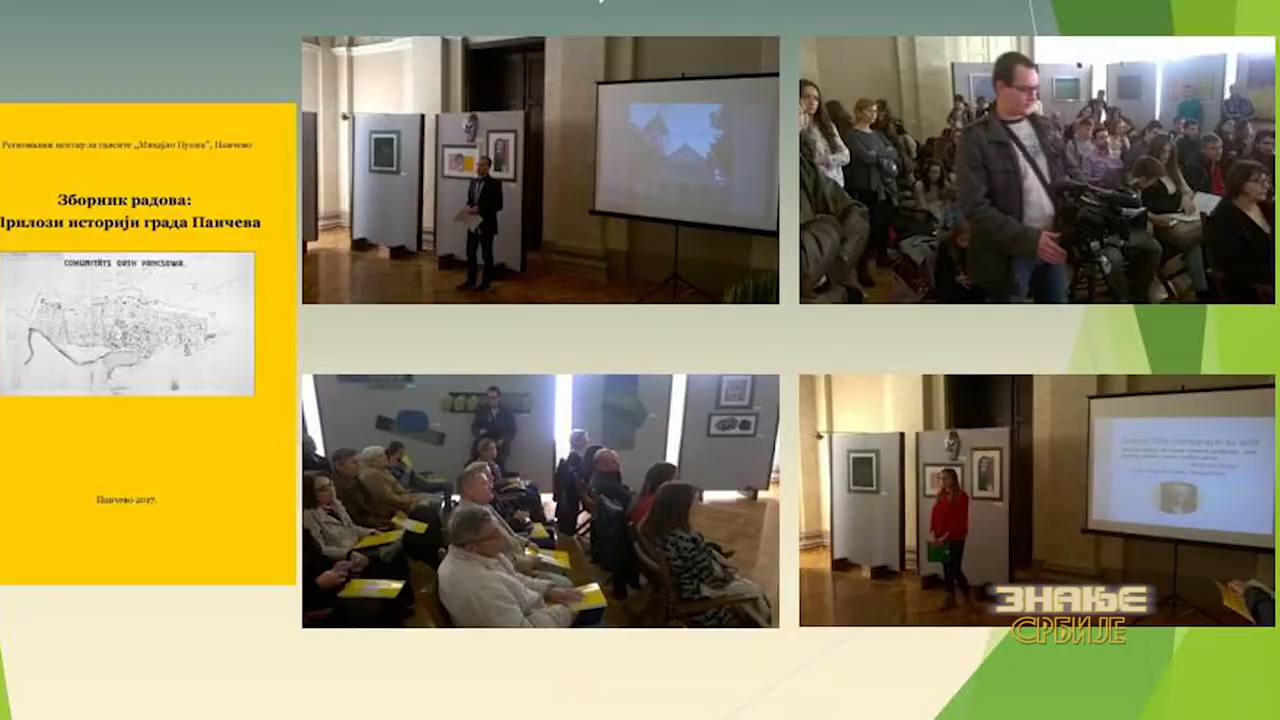 Регионални центар за таленте „Михајло Пупин”, Панчево
Зборник радова:
Прилози историји града Панчева
COMUNITÄTS ORTH PANCSOWA.
Панчево 2017.
ЗНАЊЕ
СРБИЈЕ